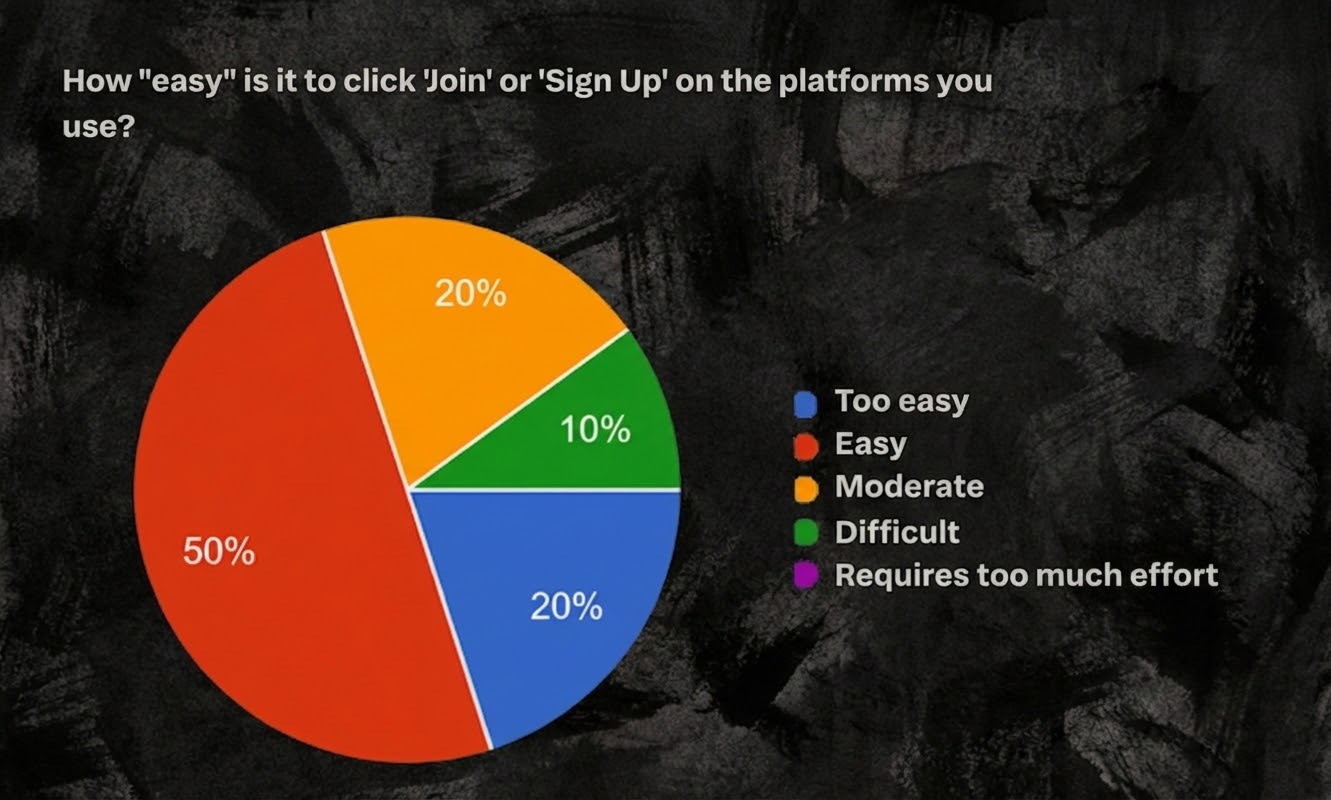 How "easy" is it to click 'Join' or 'Sign Up' on the platforms you
use?
20%
10%
50%
20%
Too easy
Easy
Moderate
Difficult
Requires too much effort